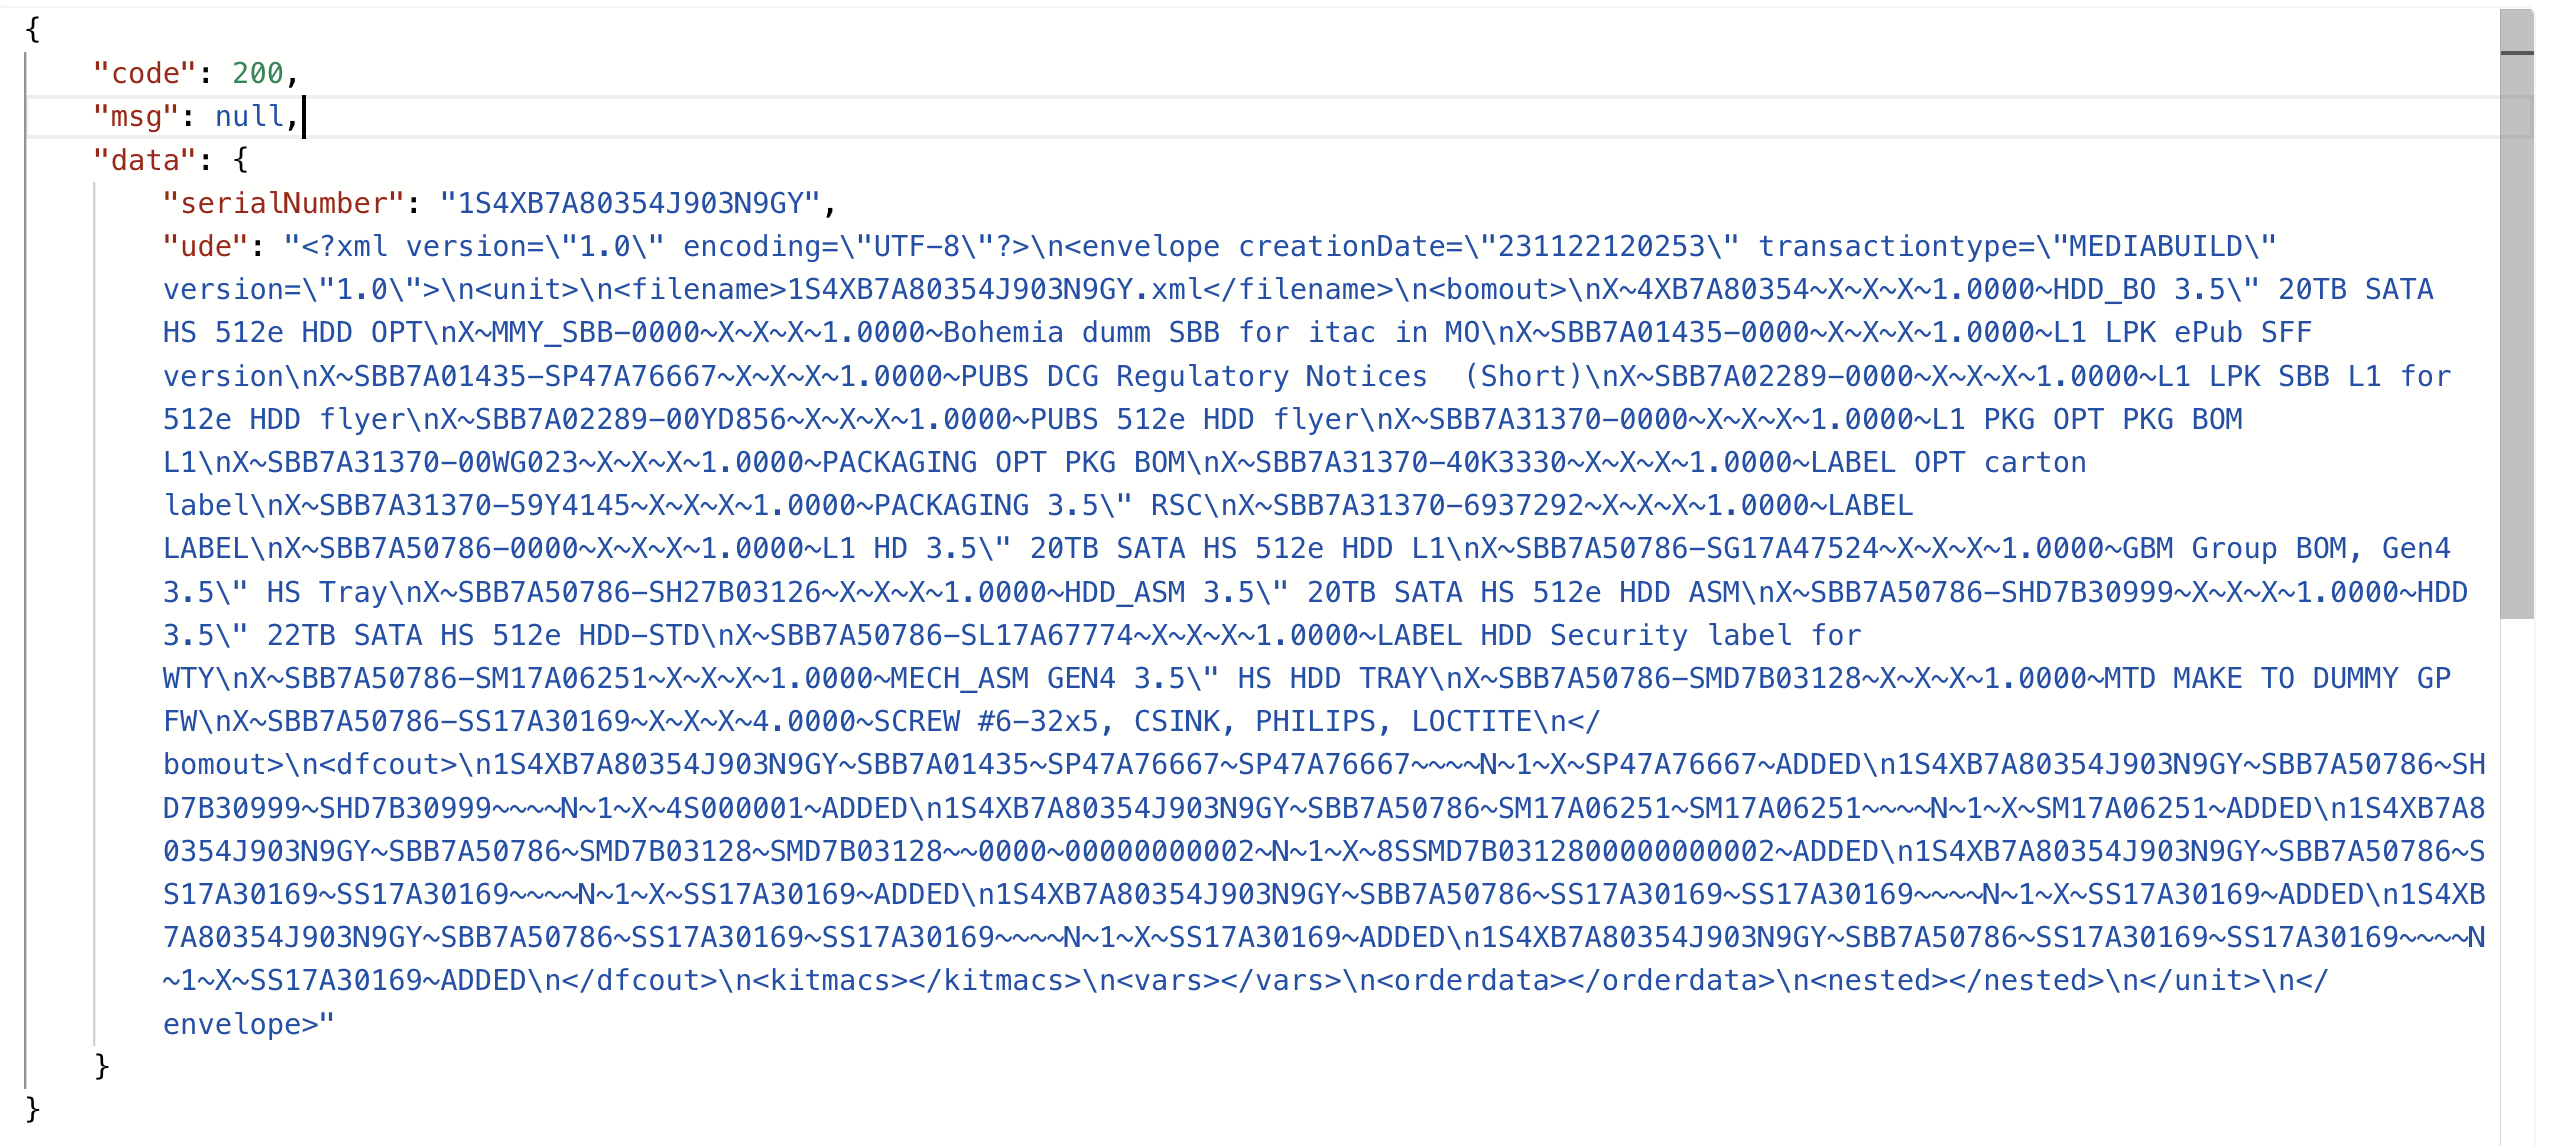 {
"code": 200,
"msg": null,
"data": {
"serialNumber": "1S4XB7A80354J903N9GY",
"ude": "<?xml version=\"1.0\" encoding=\"UTF-8\"?>\n<envelope creationDate=\"231122120253\" transactiontype=\"MEDIABUILD\"
version=\"1.0\">\n<unit>\n<filename>1S4XB7A80354J903N9GY.xml</filename>\n<bomout>\nX~4XB7A80354~X~X~X~1.0000~HDD_BO 3.5\" 20TB SATA
HS 512e HDD OPT\nX~MMY_SBB-0000~X~X~X~1.0000~Bohemia dumm SBB for itac in MO\nX~SBB7A01435-0000~X~X~X~1.0000~L1 LPK ePub SFF
version\nX~SBB7A01435-SP47A76667~X~X~X~1.0000~PUBS DCG Regulatory Notices  (Short)\nX~SBB7A02289-0000~X~X~X~1.0000~L1 LPK SBB L1 for
512e HDD flyer\nX~SBB7A02289-00YD856~X~X~X~1.0000~PUBS 512e HDD flyer\nX~SBB7A31370-0000~X~X~X~1.0000~L1 PKG OPT PKG BOM
L1\nX~SBB7A31370-00WG023~X~X~X~1.0000~PACKAGING OPT PKG BOM\nX~SBB7A31370-40K3330~X~X~X~1.0000~LABEL OPT carton
label\nX~SBB7A31370-59Y4145~X~X~X~1.0000~PACKAGING 3.5\" RSC\nX~SBB7A31370-6937292~X~X~X~1.0000~LABEL
LABEL\nX~SBB7A50786-0000~X~X~X~1.0000~L1 HD 3.5\" 20TB SATA HS 512e HDD L1\nX~SBB7A50786-SG17A47524~X~X~X~1.0000~GBM Group BOM, Gen4
3.5\" HS Tray\nX~SBB7A50786-SH27B03126~X~X~X~1.0000~HDD_ASM 3.5\" 20TB SATA HS 512e HDD ASM\nX~SBB7A50786-SHD7B30999~X~X~X~1.0000~HDD
3.5\" 22TB SATA HS 512e HDD-STD\nX~SBB7A50786-SL17A67774~X~X~X~1.0000~LABEL HDD Security label for
WTY\nX~SBB7A50786-SM17A06251~X~X~X~1.0000~MECH_ASM GEN4 3.5\" HS HDD TRAY\nX~SBB7A50786-SMD7B03128~X~X~X~1.0000~MTD MAKE TO DUMMY GP
FW\nX~SBB7A50786-SS17A30169~X~X~X~4.0000~SCREW #6-32x5, CSINK, PHILIPS, LOCTITE\n</
bomout>\n<dfcout>\n1S4XB7A80354J903N9GY~SBB7A01435~SP47A76667~SP47A76667~~~~N~1~X~SP47A76667~ADDED\n1S4XB7A80354J903N9GY~SBB7A50786~SH
D7B30999~SHD7B30999~~~~N~1~X~4S000001~ADDED\n1S4XB7A80354J903N9GY~SBB7A50786~SM17A06251~SM17A06251~~~~N~1~X~SM17A06251~ADDED\n1S4XB7A8
0354J903N9GY~SBB7A50786~SMD7B03128~SMD7B03128~~0000~00000000002~N~1~X~8SSMD7B0312800000000002~ADDED\n1S4XB7A80354J903N9GY~SBB7A50786~S
S17A30169~SS17A30169~~~~N~1~X~SS17A30169~ADDED\n1S4XB7A80354J903N9GY~SBB7A50786~SS17A30169~SS17A30169~~~~N~1~X~SS17A30169~ADDED\n1S4XB
7A80354J903N9GY~SBB7A50786~SS17A30169~SS17A30169~~~~N~1~X~SS17A30169~ADDED\n1S4XB7A80354J903N9GY~SBB7A50786~SS17A30169~SS17A30169~~~~N
~1~X~SS17A30169~ADDED\n</dfcout>\n<kitmacs></kitmacs>\n<vars></vars>\n<orderdata></orderdata>\n<nested></nested>\n</unit>\n</
envelope>"
}
}